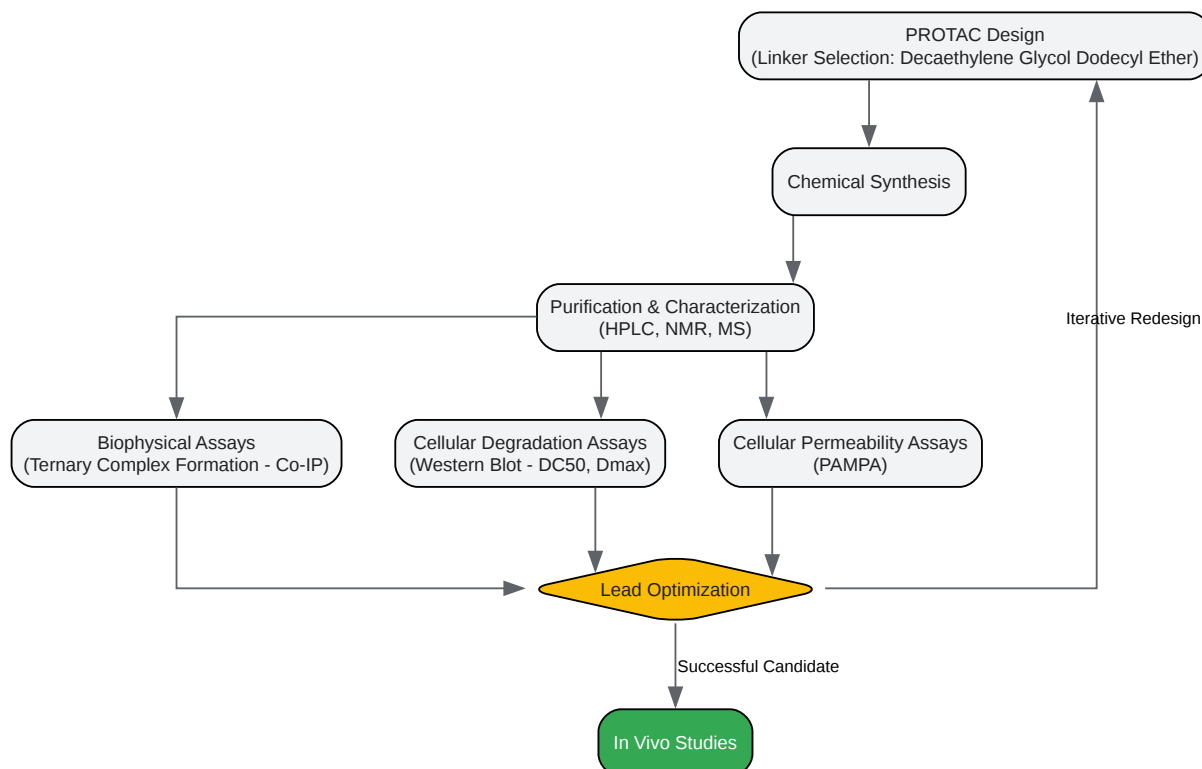 PROTAC Design
(Linker Selection: Decaethylene Glycol Dodecyl Ether)
Chemical Synthesis
Purification & Characterization
(HPLC, NMR, MS)
Iterative Redesign
Biophysical Assays
(Ternary Complex Formation - Co-IP)
Cellular Degradation Assays
(Western Blot - DC50, Dmax)
Cellular Permeability Assays
(PAMPA)
Lead Optimization
Successful Candidate
In Vivo Studies